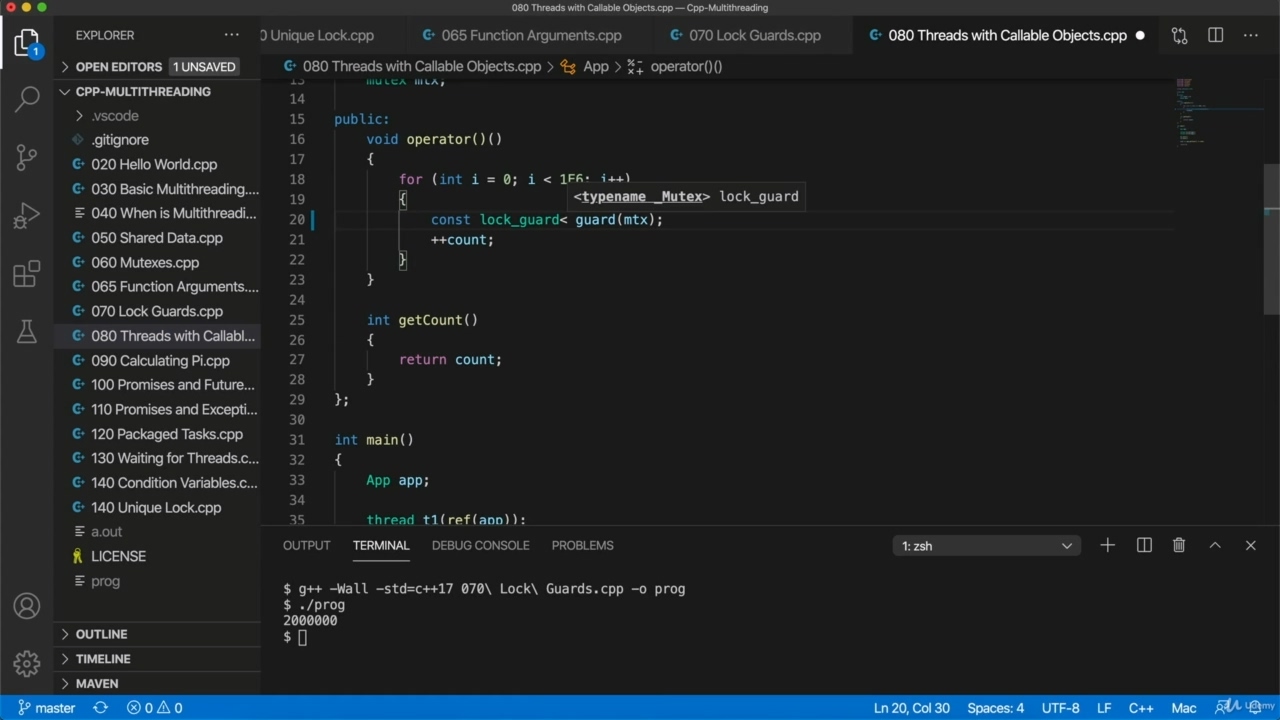 080 Threads with Callable Objects.cpp — Cpp-Multithreading
EXPLORER
0 Unique Lock.cpp
065 Function Arguments.cpp
070 Lock Guards.cpp
080 Threads with Callable Objects.cpp
1
OPEN EDITORS 1 UNSAVED
080 Threads with Callable Objects.cpp > App > operator()()
CPP-MULTITHREADING
.vscode
.gitignore
020 Hello World.cpp
030 Basic Multithreading....
040 When is Multithreadi...
050 Shared Data.cpp
060 Mutexes.cpp
065 Function Arguments....
070 Lock Guards.cpp
080 Threads with Callabl...
090 Calculating Pi.cpp
100 Promises and Future...
110 Promises and Excepti...
120 Packaged Tasks.cpp
130 Waiting for Threads.c...
140 Condition Variables.c...
140 Unique Lock.cpp
a.out
LICENSE
prog
OUTLINE
TIMELINE
MAVEN
13 mutex mtx;
14
15 public:
16 void operator()()
17 {
18 for (int i = 0; i < 1E6; i++)
<typename _Mutex> lock_guard
19 {
20 const lock_guard< guard(mtx);
21 ++count;
22 }
23 }
24
25 int getCount()
26 {
27 return count;
28 }
29 };
30
31 int main()
32 {
33 App app;
34
35 thread t1(ref(app));
OUTPUT TERMINAL DEBUG CONSOLE PROBLEMS 1: zsh
$ g++ -Wall -std=c++17 070\ Lock\ Guards.cpp -o prog
$ ./prog
2000000
$
master 0 0 Ln 20, Col 30 Spaces: 4 UTF-8 LF C++ Mac Udemy